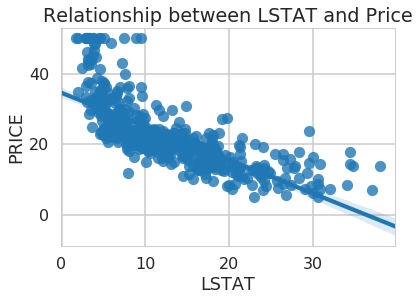 Relationship between LSTAT and Price
40
20
0
PRICE
0 10 20 30
LSTAT